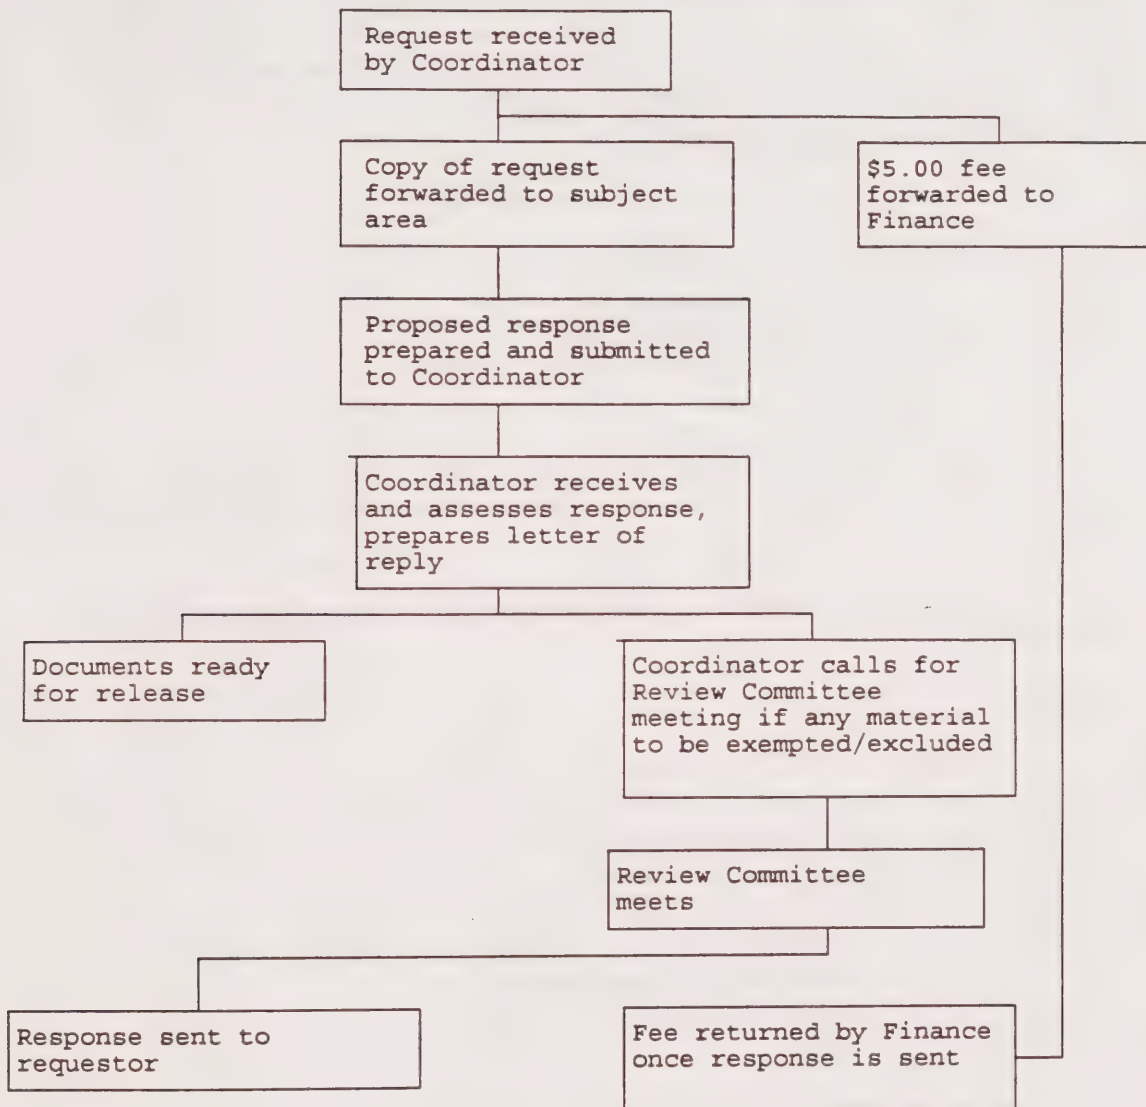 Request received
by Coordinator
Copy of request
forwarded to subject
area
$5.00 fee
forwarded to
Finance
Proposed response
prepared and submitted
to Coordinator
Coordinator receives
and assesses response,
prepares letter of
reply
Documents ready
for release
Coordinator calls for
Review Committee
meeting if any material
to be exempted/excluded
Review Committee
meets
Response sent to
requestor
Fee returned by Finance
once response is sent